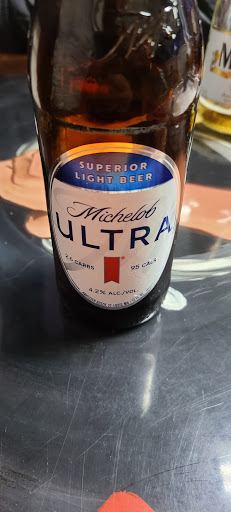 SUPERIOR
LIGHT BEER
Michelob
ULTRA
2.6 CARBS 95 CALS
4.2% ALC/VOL.